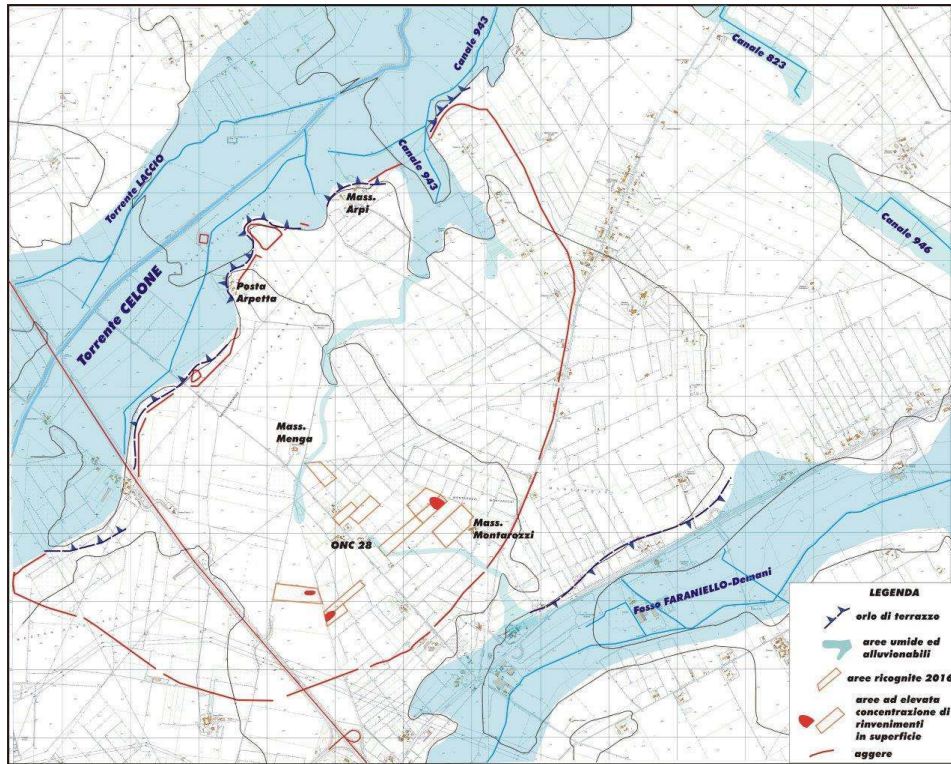 Canale 943
Canale 823
Torrente LACCIO
Canale 943
Mass.
Arpi
Canale 946
Torrente CELONE
Posta
Arpetta
Mass.
Menga
Mass.
Montarozzi
ONC 28
Fosso FARANIELLO-Demani
LEGENDA
orlo di terrazzo
aree umide ed
alluvionabili
aree ricognite 2016
aree ad elevata
concentrazione di
rinvenimenti
in superficie
aggere